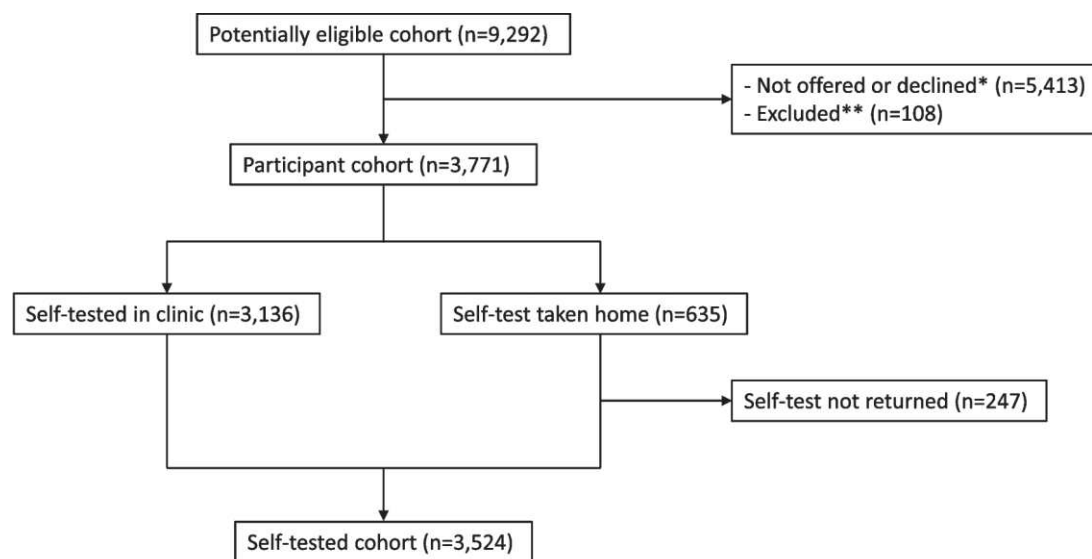 Potentially eligible cohort (n=9,292)
- Not offered or declined* (n=5,413)
- Excluded** (n=108)
Participant cohort (n=3,771)
Self-tested in clinic (n=3,136)
Self-test taken home (n=635)
Self-test not returned (n=247)
Self-tested cohort (n=3,524)